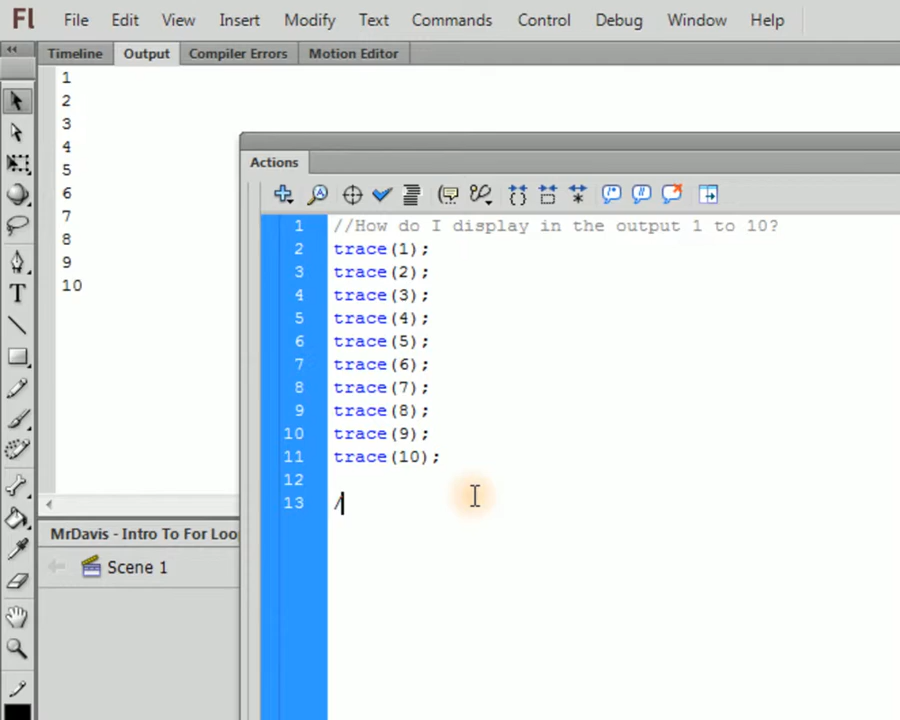 Fl File Edit View Insert Modify Text Commands Control Debug Window Help
Timeline Output Compiler Errors Motion Editor
1
2
3
4
5
6
7
8
9
10
Actions
1 //How do I display in the output 1 to 10?
2 trace(1);
3 trace(2);
4 trace(3);
5 trace(4);
6 trace(5);
7 trace(6);
8 trace(7);
9 trace(8);
10 trace(9);
11 trace(10);
12
13 /
MrDavis - Intro To For Loo
Scene 1